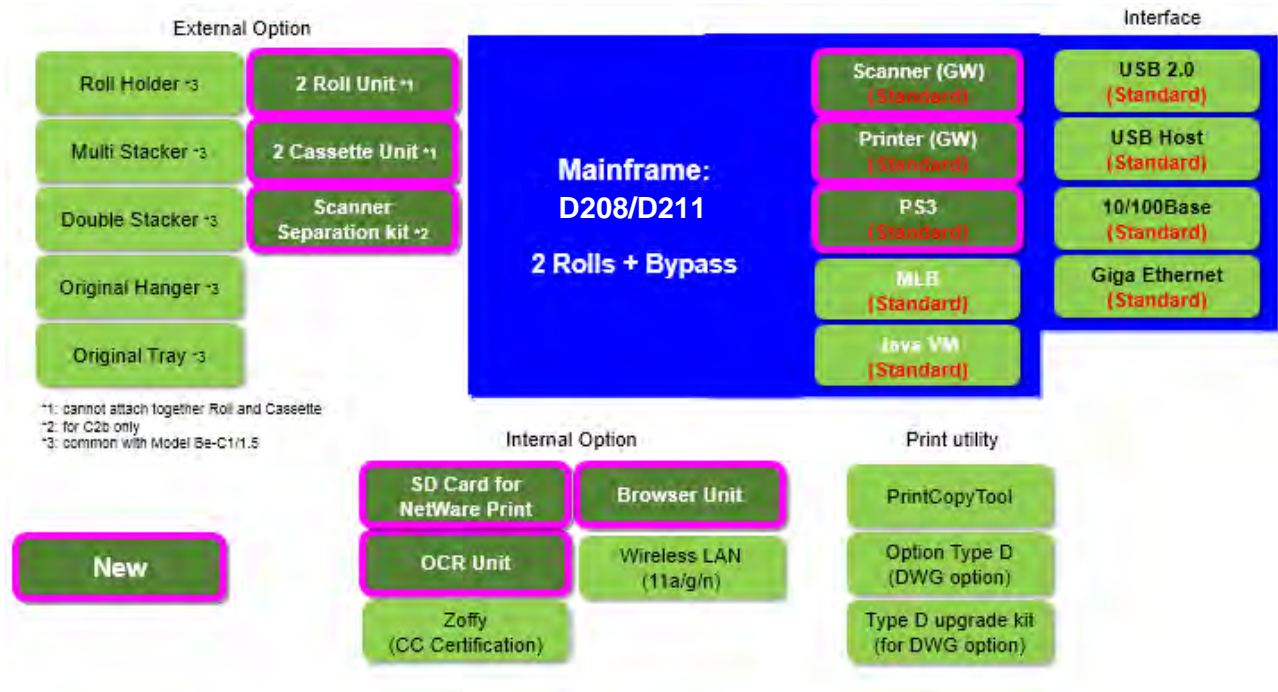 External Option
Roll Holder *3
2 Roll Unit *1
Multi Stacker *3
2 Cassette Unit *1
Double Stacker *3
Scanner
Separation kit *2
Original Hanger *3
Original Tray *3
*1: cannot attach together Roll and Cassette
*2: for C2b only
*3: common with Model Be-C1/1.5
Mainframe:
D208/D211
2 Rolls + Bypass
Scanner (GW)
(Standard)
Printer (GW)
(Standard)
PS3
(Standard)
MLB
(Standard)
Java VM
(Standard)
Interface
USB 2.0
(Standard)
USB Host
(Standard)
10/100Base
(Standard)
Giga Ethernet
(Standard)
Internal Option
SD Card for
NetWare Print
Browser Unit
OCR Unit
Wireless LAN
(11a/g/n)
Zoffy
(CC Certification)
Print utility
PrintCopyTool
Option Type D
(DWG option)
Type D upgrade kit
(for DWG option)
New